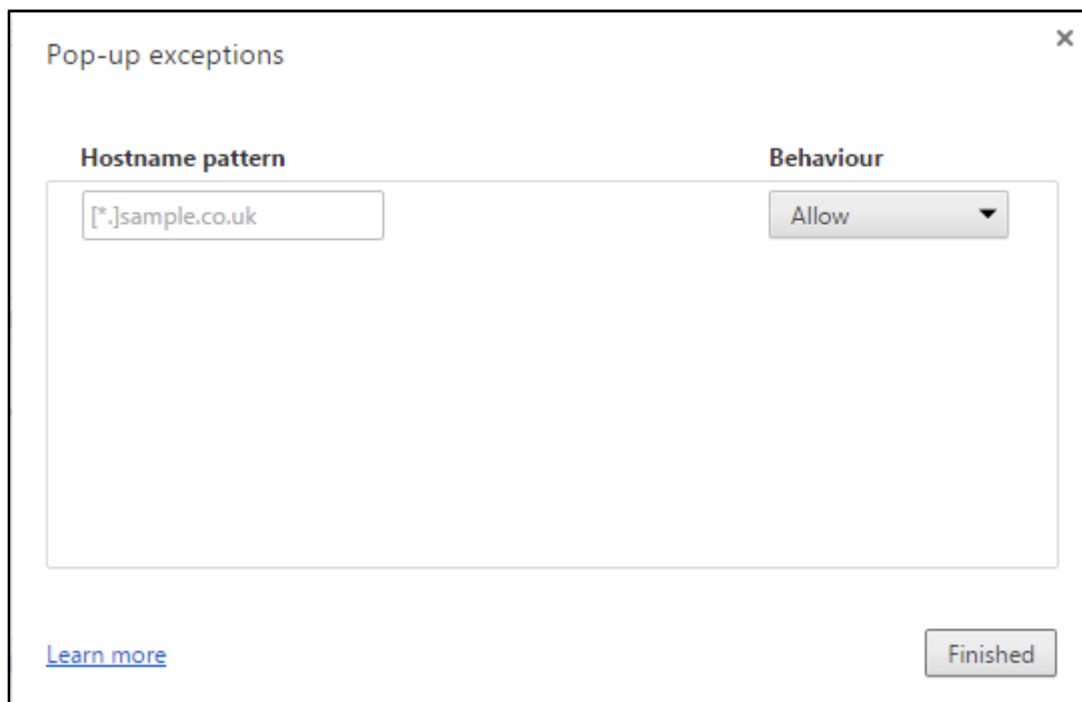 Pop-up exceptions
×
Hostname pattern Behaviour
[*.]sample.co.uk Allow
Learn more Finished